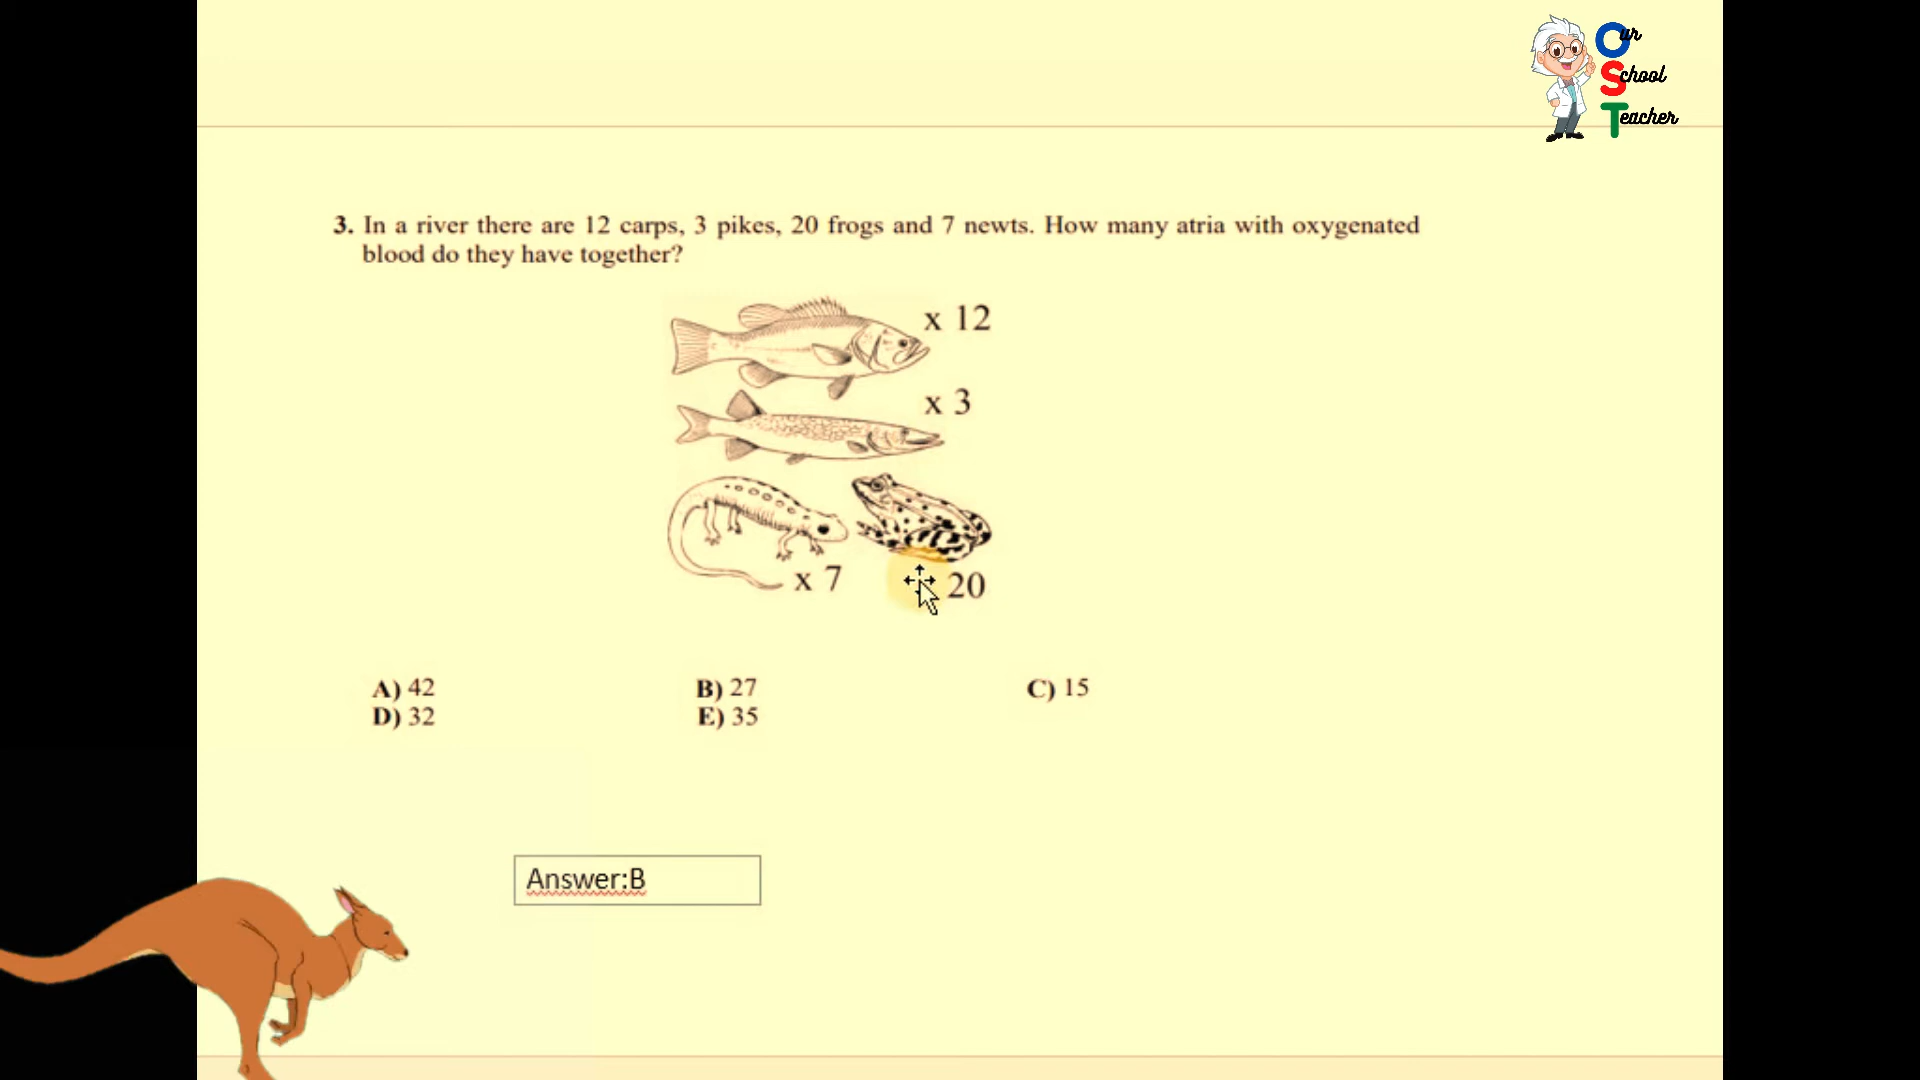 Our
School
Teacher
3. In a river there are 12 carps, 3 pikes, 20 frogs and 7 newts. How many atria with oxygenated
blood do they have together?
x 12
x 3
x 7
20
A) 42
B) 27
C) 15
D) 32
E) 35
Answer:B